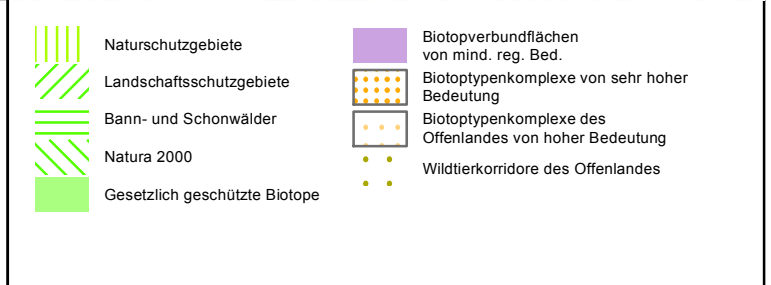 Naturschutzgebiete
Landschaftsschutzgebiete
Bann- und Schonwälder
Natura 2000
Gesetzlich geschützte Biotope
Biotopverbundflächen
von mind. reg. Bed.
Biotoptypenkomplexe von sehr hoher
Bedeutung
Biotoptypenkomplexe des
Offenlandes von hoher Bedeutung
Wildtierkorridore des Offenlandes